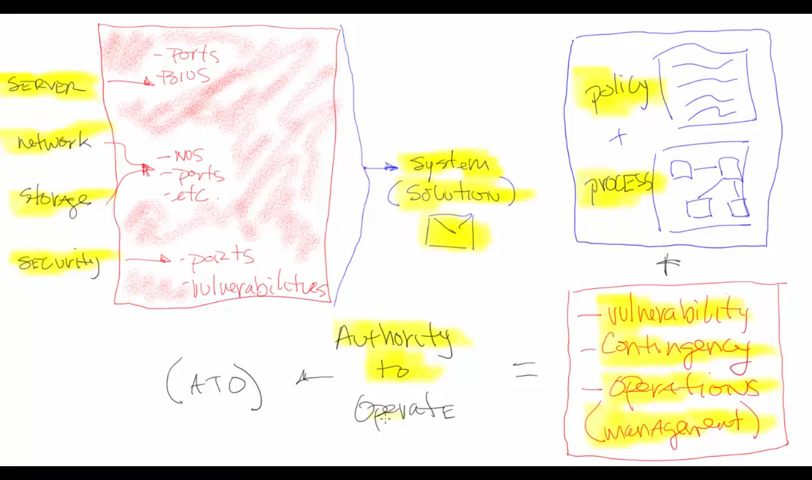 SERVER
network
Storage
SECURITY
- Ports
- BIOS
- NOS
- ports
- etc.
- ports
- vulnerabilities
System
(SOLUTION)
policy
+
PROCESS
+
- vulnerability
- Contingency
- OPERATIONS
(management)
=
Authority
to
Operate
(ATO)